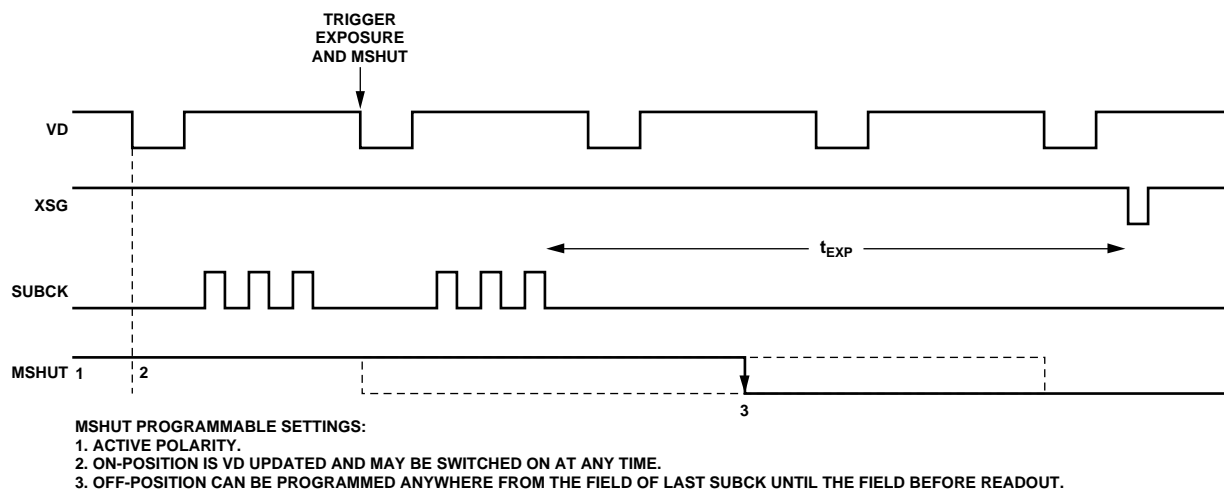 TRIGGER
EXPOSURE
AND MSHUT
VD
XSG
tEXP
SUBCK
MSHUT 1 2
3
MSHUT PROGRAMMABLE SETTINGS:
1. ACTIVE POLARITY.
2. ON-POSITION IS VD UPDATED AND MAY BE SWITCHED ON AT ANY TIME.
3. OFF-POSITION CAN BE PROGRAMMED ANYWHERE FROM THE FIELD OF LAST SUBCK UNTIL THE FIELD BEFORE READOUT.